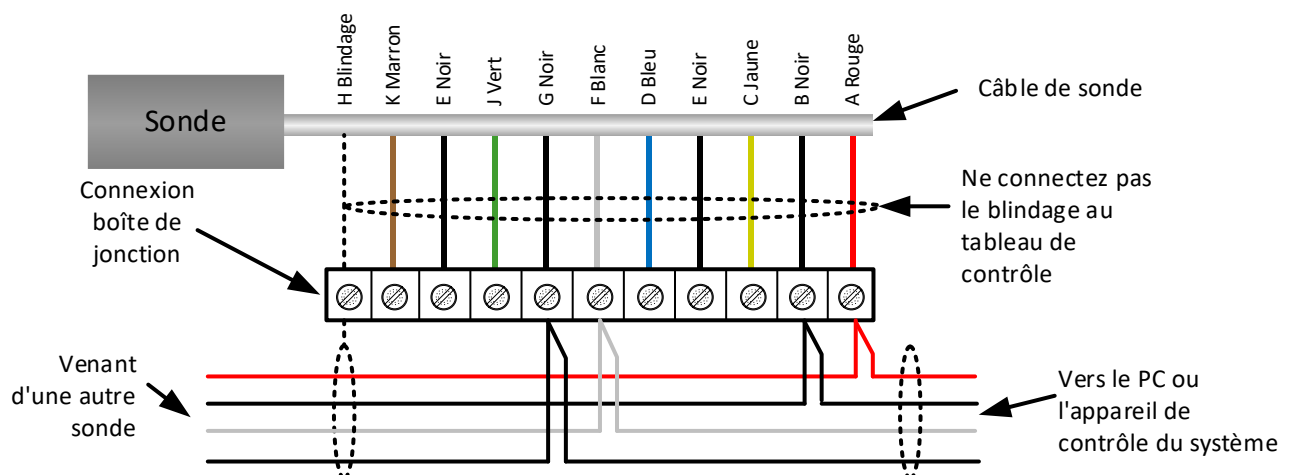 H Blindage
K Marron
E Noir
J Vert
G Noir
F Blanc
D Bleu
E Noir
C Jaune
B Noir
A Rouge
Sonde
Câble de sonde
Connexion
boîte de
jonction
Ne connectez pas
le blindage au
tableau de
contrôle
Venant
d'une autre
sonde
Vers le PC ou
l'appareil de
contrôle du système